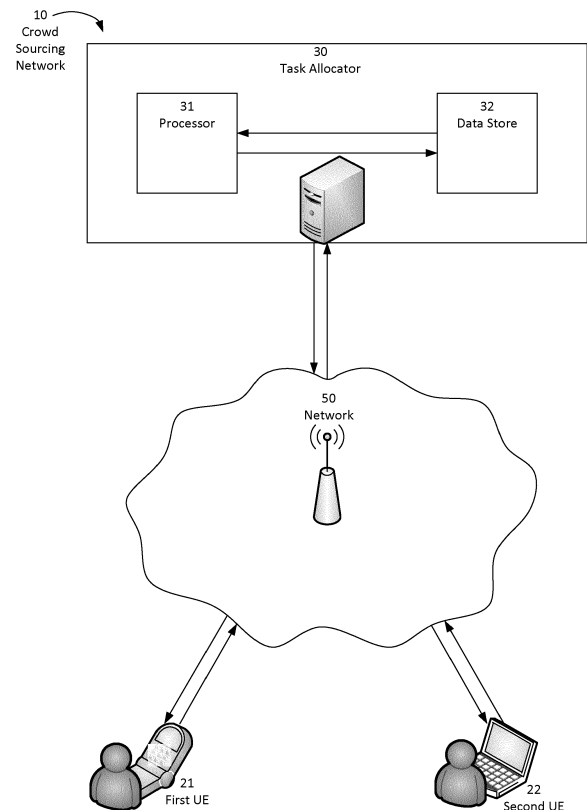 10
Crowd
Sourcing
Network
30
Task Allocator
31
Processor
32
Data Store
50
Network
21
First UE
22
Second UE